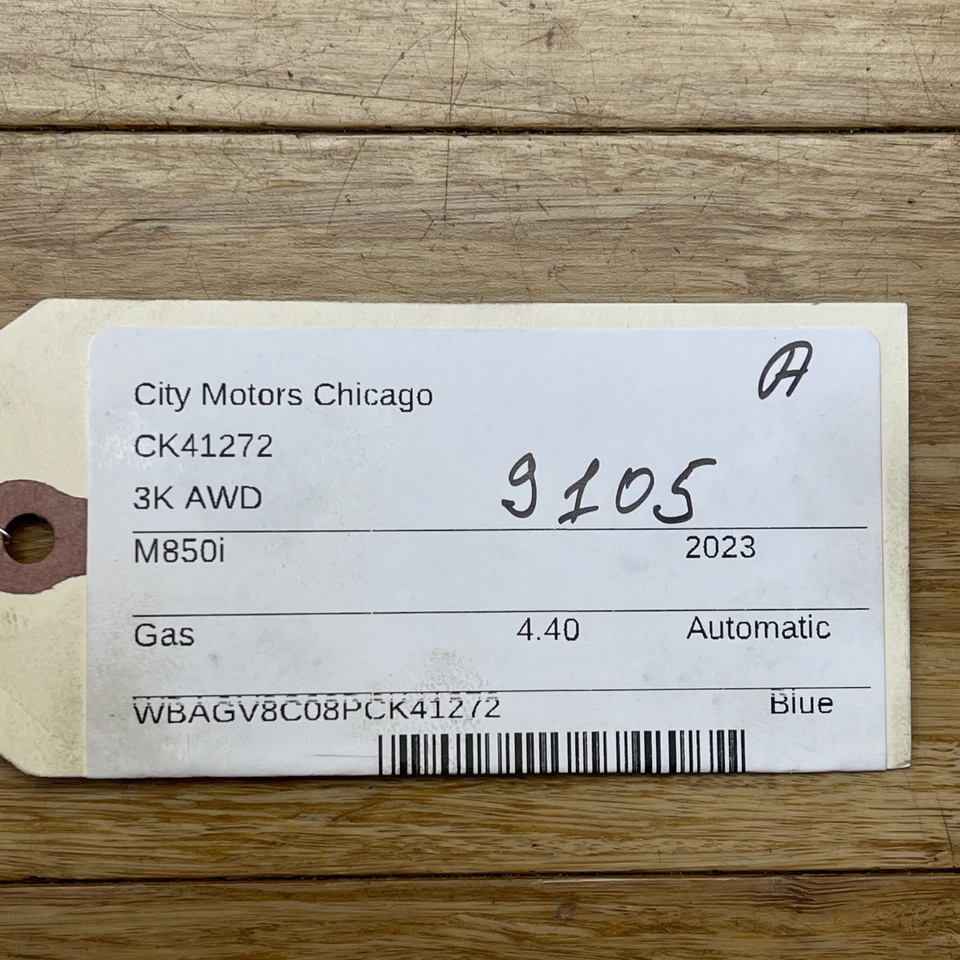 A
City Motors Chicago
CK41272
3K AWD
9105
M850i 2023
Gas 4.40 Automatic
WBAGV8C08PCK41272 Blue